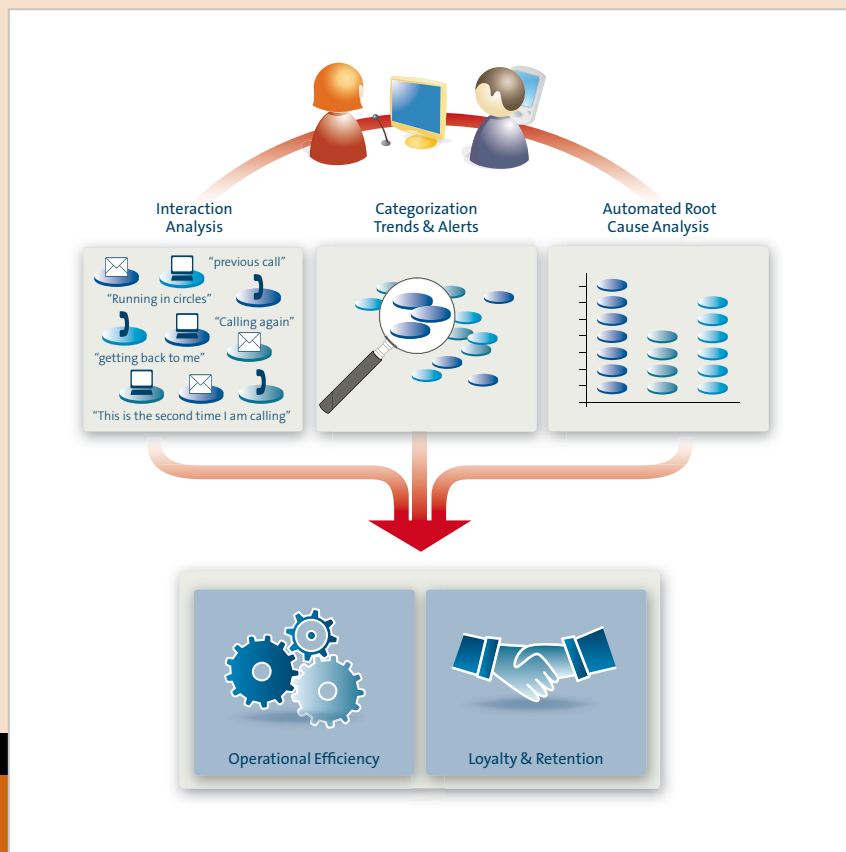 Interaction
Analysis
Categorization
Trends & Alerts
Automated Root
Cause Analysis
“previous call”
“Running in circles”
“Calling again”
“getting back to me”
“This is the second time I am calling”
Operational Efficiency
Loyalty & Retention